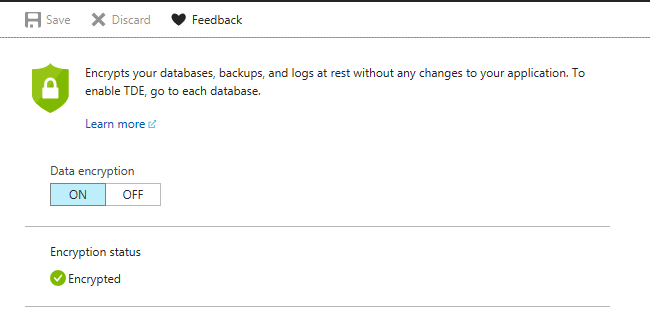 Save Discard Feedback
Encrypts your databases, backups, and logs at rest without any changes to your application. To
enable TDE, go to each database.
Learn more
Data encryption
ON OFF
Encryption status
Encrypted